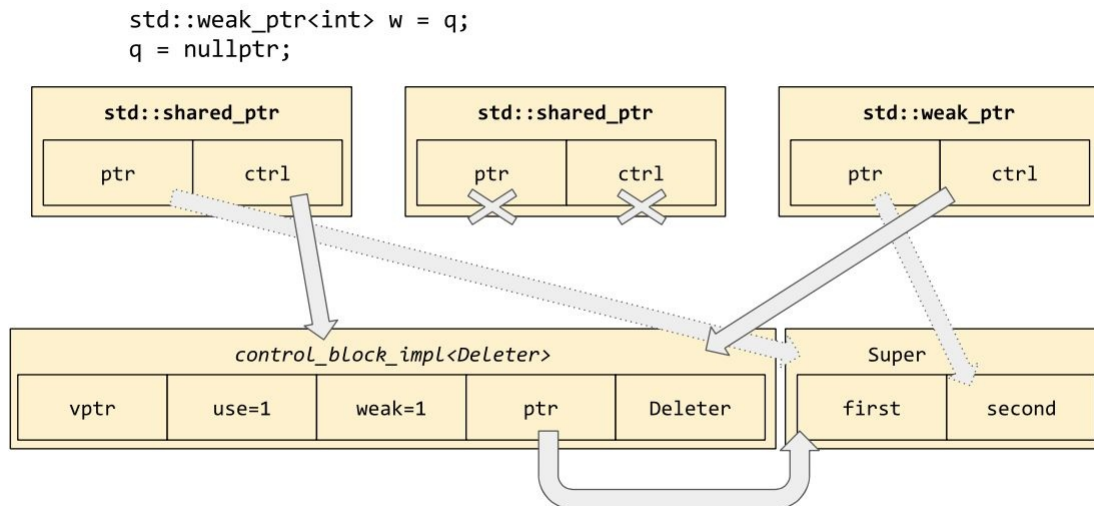 std::weak_ptr<int> w = q;
q = nullptr;
std::shared_ptr
ptr ctrl
std::shared_ptr
ptr ctrl
std::weak_ptr
ptr ctrl
control_block_impl<Deleter>
vptr use=1 weak=1 ptr Deleter
Super
first second